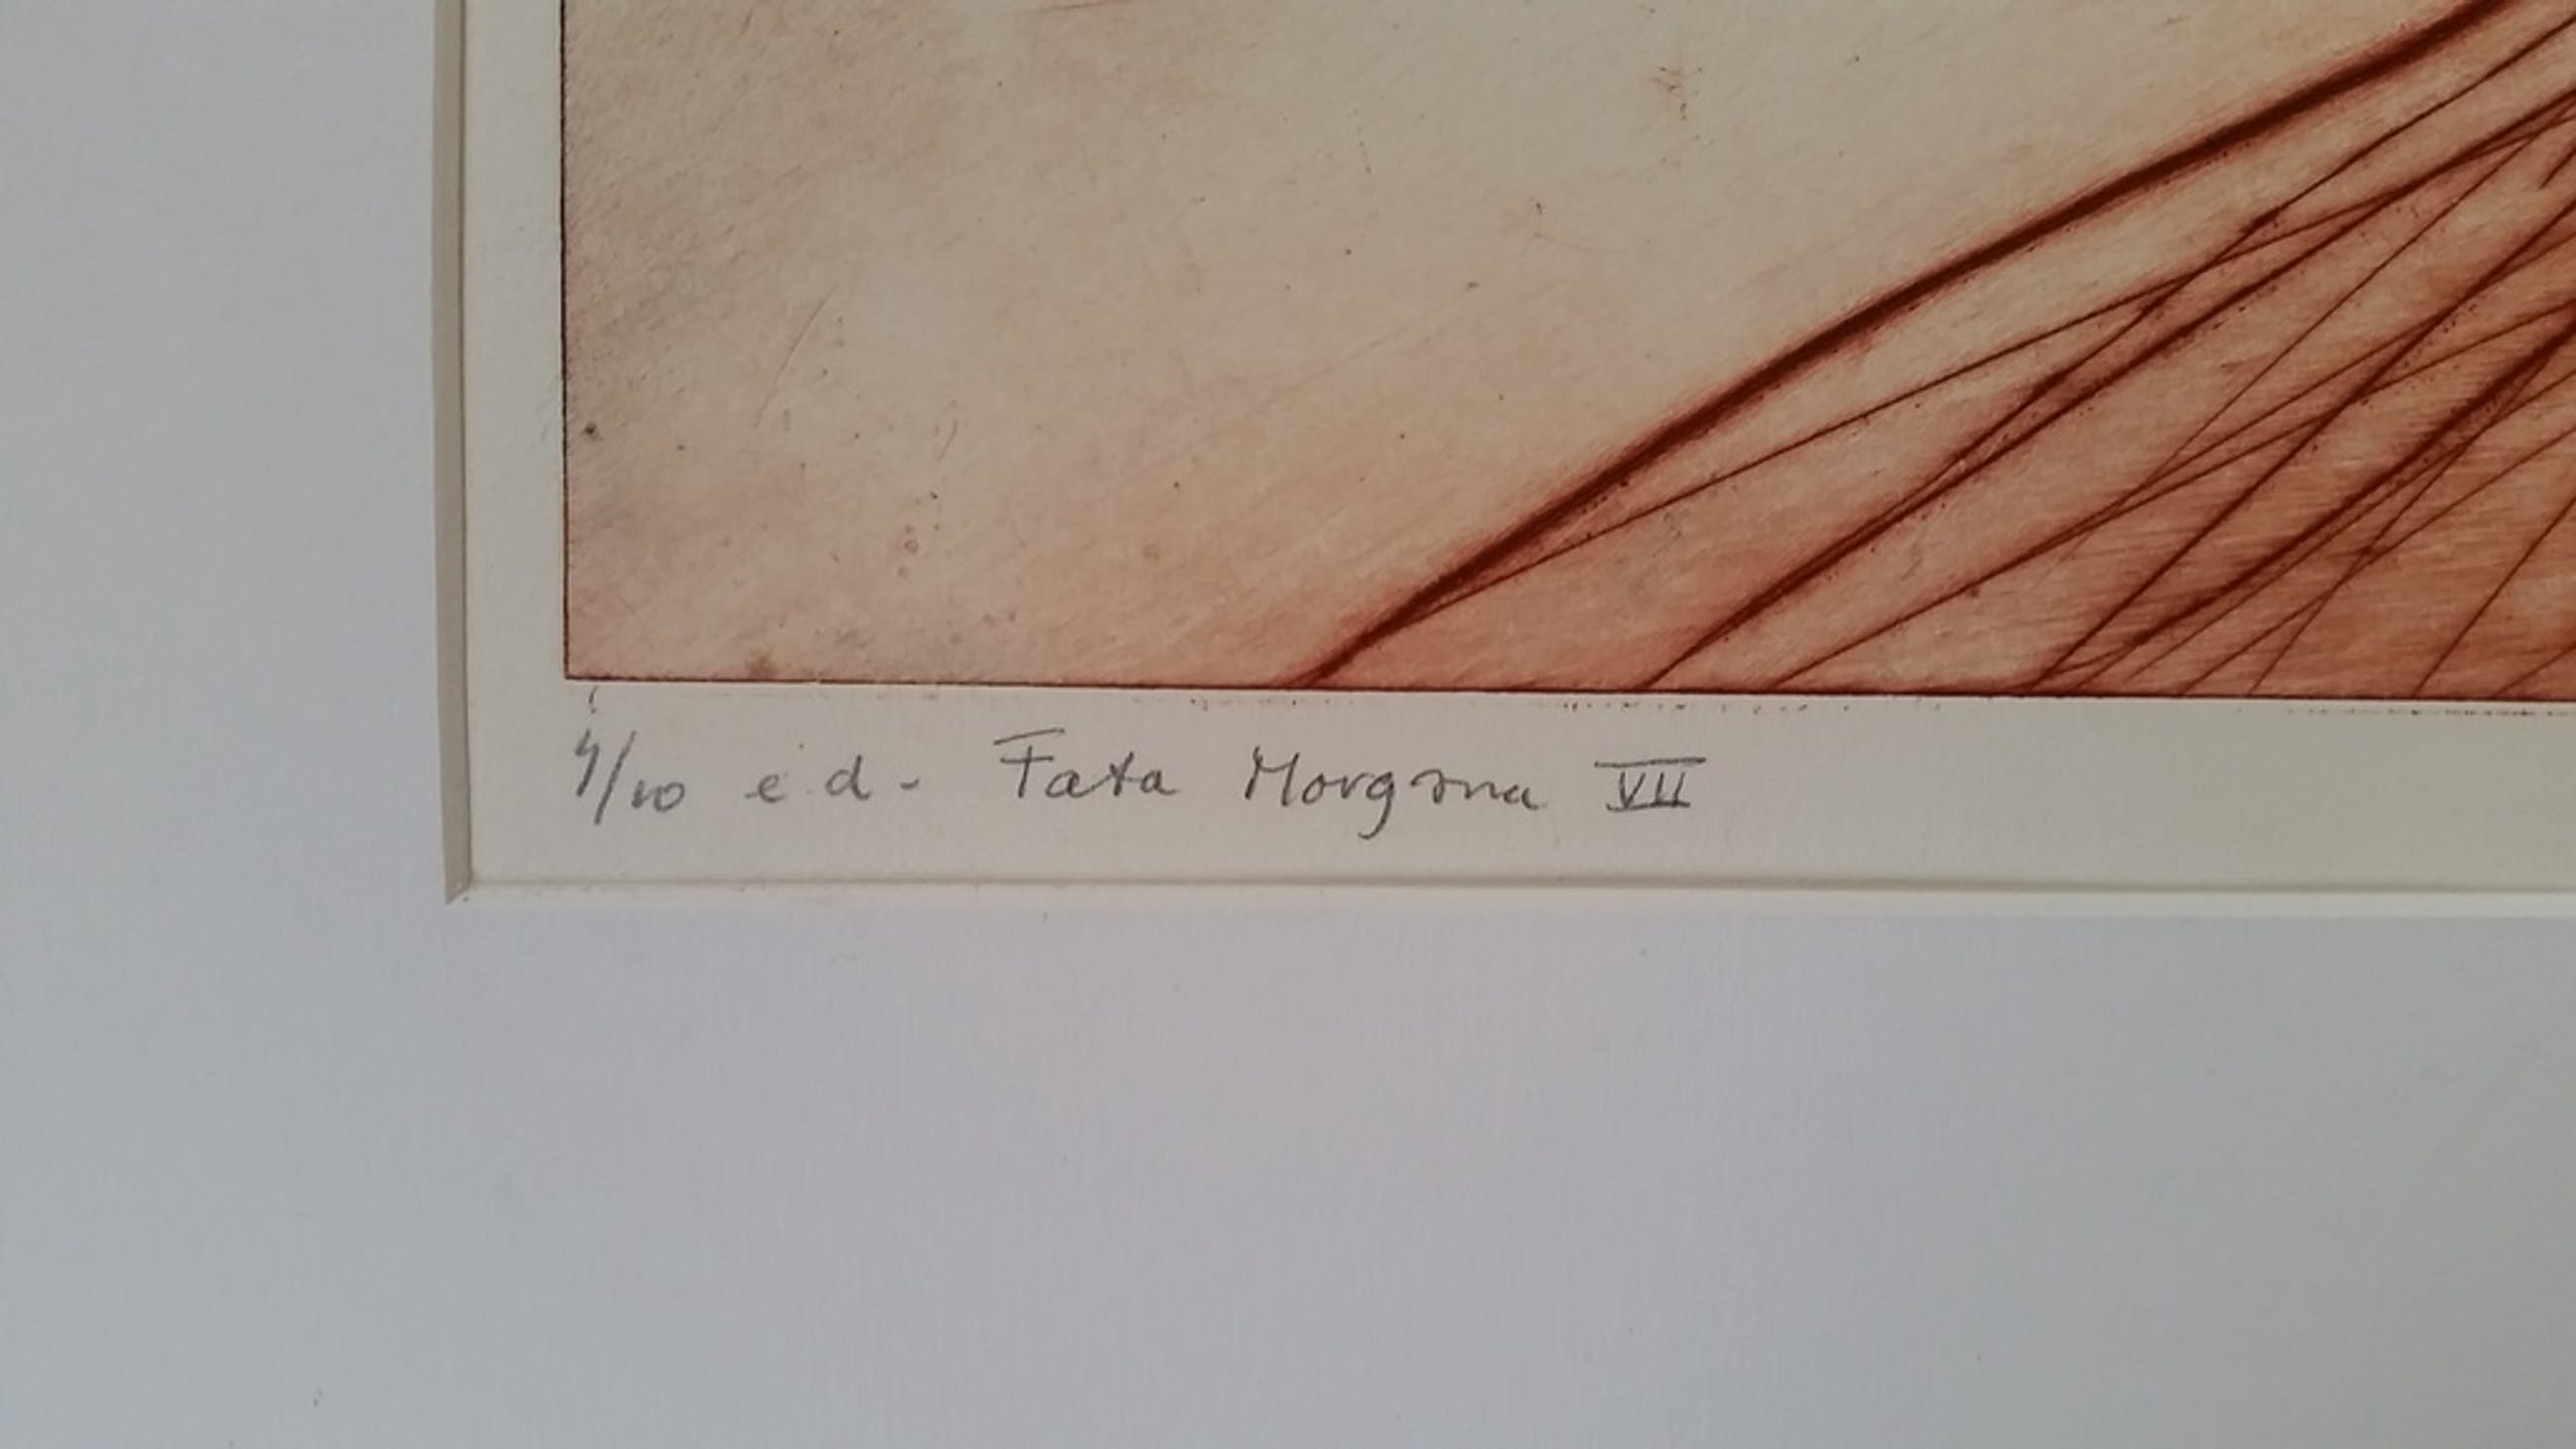 4/10 e.d. Fata Morgana VII